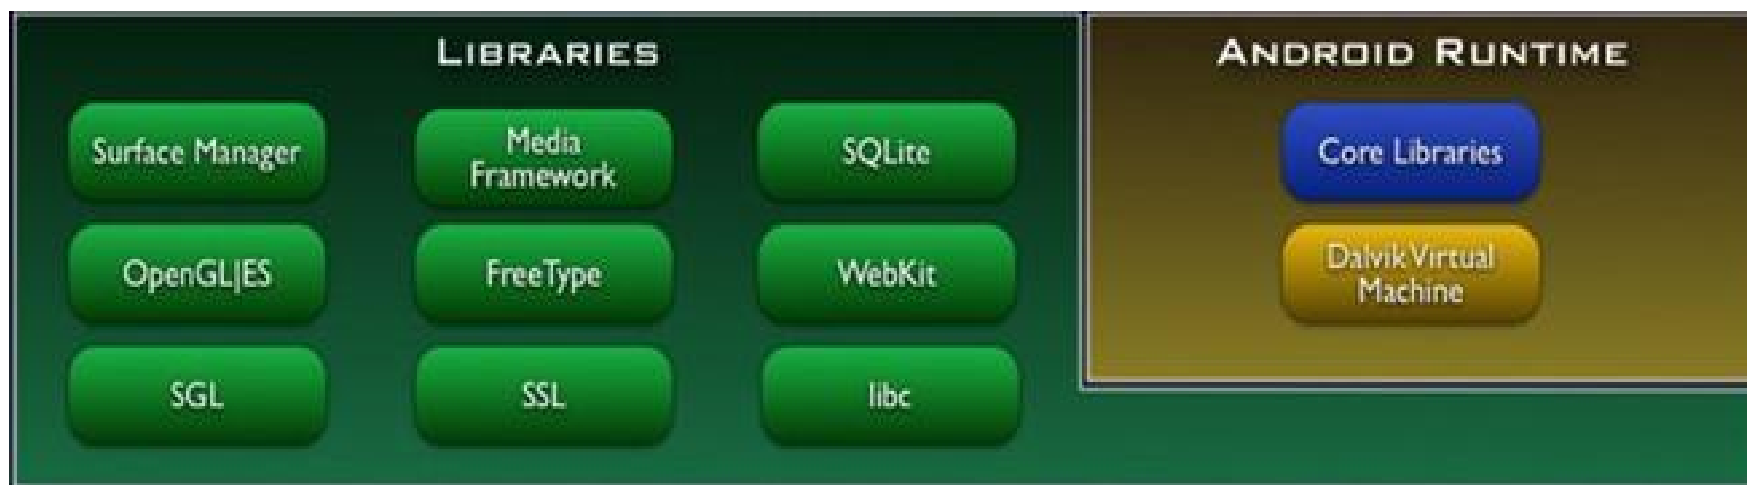 LIBRARIES
Surface Manager
Media
Framework
SQLite
OpenGL|ES
FreeType
WebKit
SGL
SSL
libc
ANDROID RUNTIME
Core Libraries
Dalvik Virtual
Machine